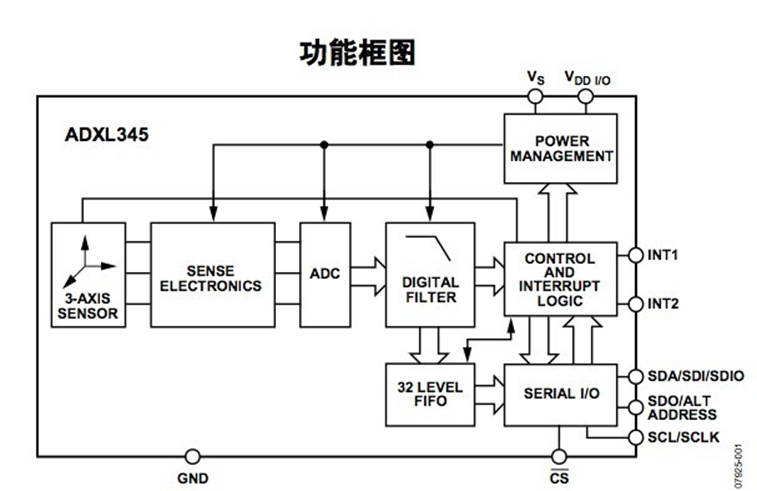 功能框图
VS
VDD I/O
ADXL345
POWER
MANAGEMENT
3-AXIS
SENSOR
SENSE
ELECTRONICS
ADC
DIGITAL
FILTER
CONTROL
AND
INTERRUPT
LOGIC
INT1
INT2
32 LEVEL
FIFO
SERIAL I/O
SDA/SDI/SDIO
SDO/ALT
ADDRESS
SCL/SCLK
GND
CS
07925-001